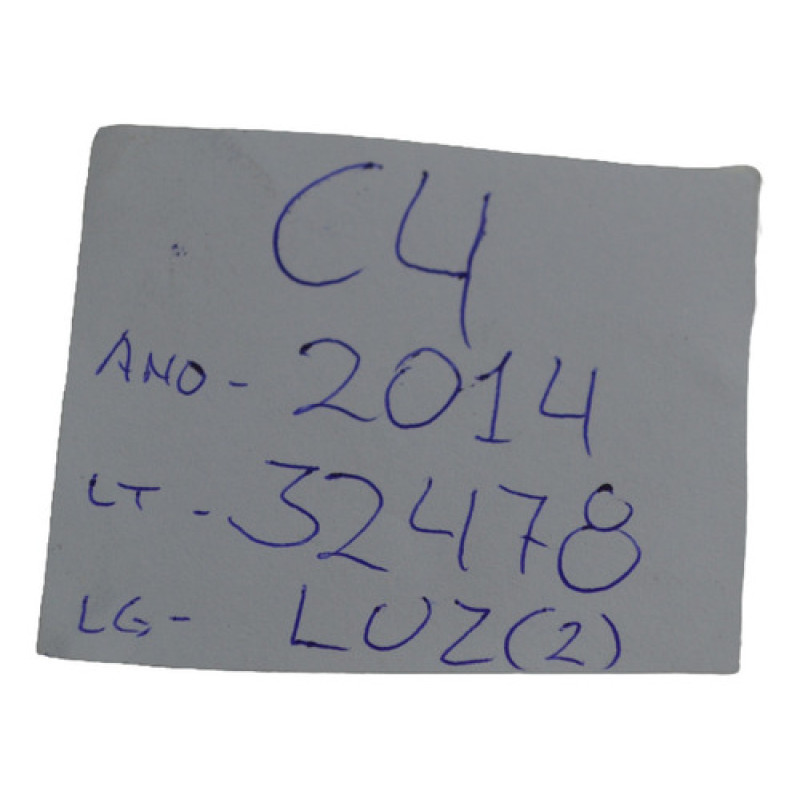 C4
ANO - 2014
LT - 32478
LG - LUZ (2)